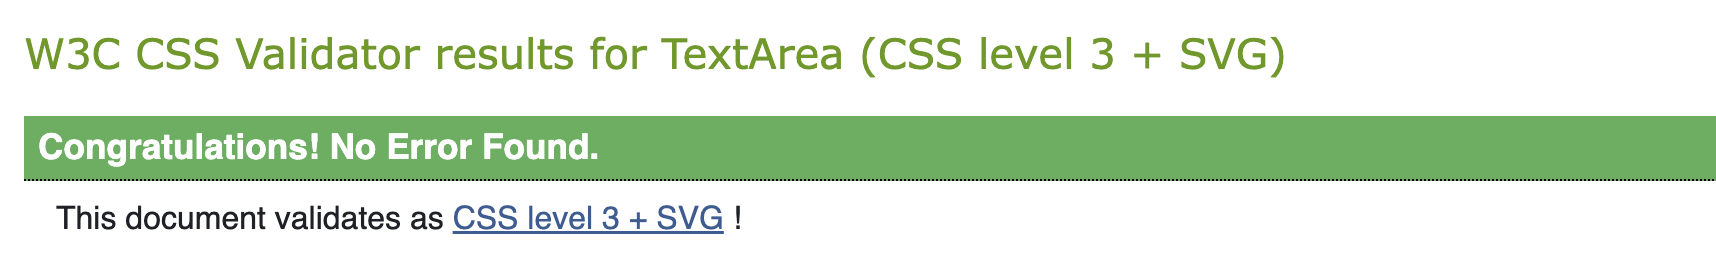 W3C CSS Validator results for TextArea (CSS level 3 + SVG)
Congratulations! No Error Found.
This document validates as CSS level 3 + SVG !